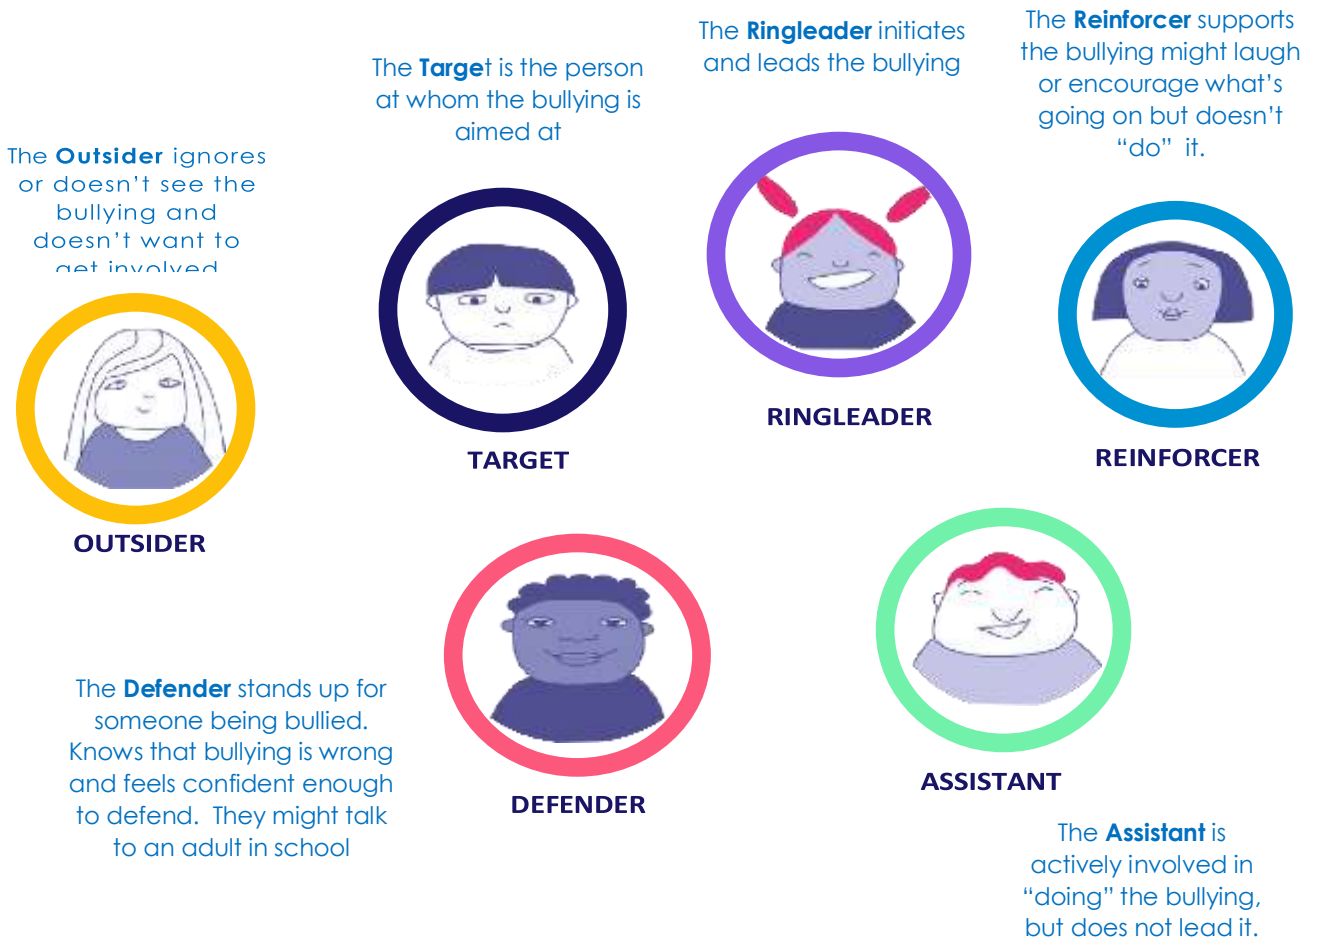 The Outsider ignores
or doesn't see the
bullying and
doesn't want to
get involved
OUTSIDER
The Target is the person
at whom the bullying is
aimed at
TARGET
The Ringleader initiates
and leads the bullying
RINGLEADER
The Reinforcer supports
the bullying might laugh
or encourage what's
going on but doesn't
“do” it.
REINFORCER
The Defender stands up for
someone being bullied.
Knows that bullying is wrong
and feels confident enough
to defend. They might talk
to an adult in school
DEFENDER
ASSISTANT
The Assistant is
actively involved in
“doing” the bullying,
but does not lead it.